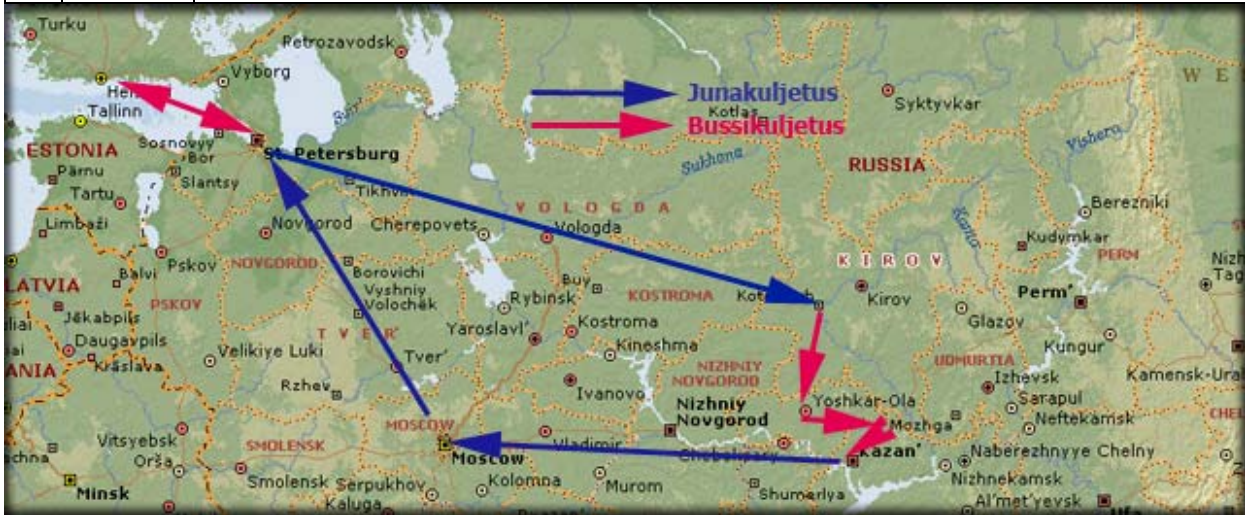 Turku
Petrozavodsk
Vyborg
Syktyvkar
Junakuljetus
Kotlas
Bussikuljetus
Tallinn
Svir'
Vishera
Sosnovyy
Bor
St. Petersburg
Sukhona
RUSSIA
ESTONIA
Pärnu
Slantsy
Tartu
VOLOGDA
Kama
Berezniki
Limbaži
Novgorod
Cherepovets
Vologda
Kudymkar
PERM
Pskov
NOVGOROD
Borovichi
KIROV
Balvi
Vyshniy
Volochëk
Buy
LATVIA
Jēkabpils
PSKOV
Rybinsk
KOSTROMA
Kirov
Perm'
Glazov
TVER'
Yaroslavl'
Kostroma
Daugavpils
Krāslava
Velikiye Luki
Tver'
Kineshma
Kungur
UDMURTIA
NIZHNIY
NOVGOROD
Rzhev
Ivanovo
Izhevsk
Sarapul
Nizhniy
Novgorod
Yoshkar-Ola
Neftekamsk
Mozhga
MOSCOW
Vitsyebsk
SMOLENSK
Vladimir
Cheboksary
Moscow
Kazan'
Naberezhnyye Chelny
Orša
Smolensk
Serpukhov
Kolomna
Murom
Shumerlya
Nizhnekamsk
Minsk
Kaluga
Al'met'yevsk
Ufa